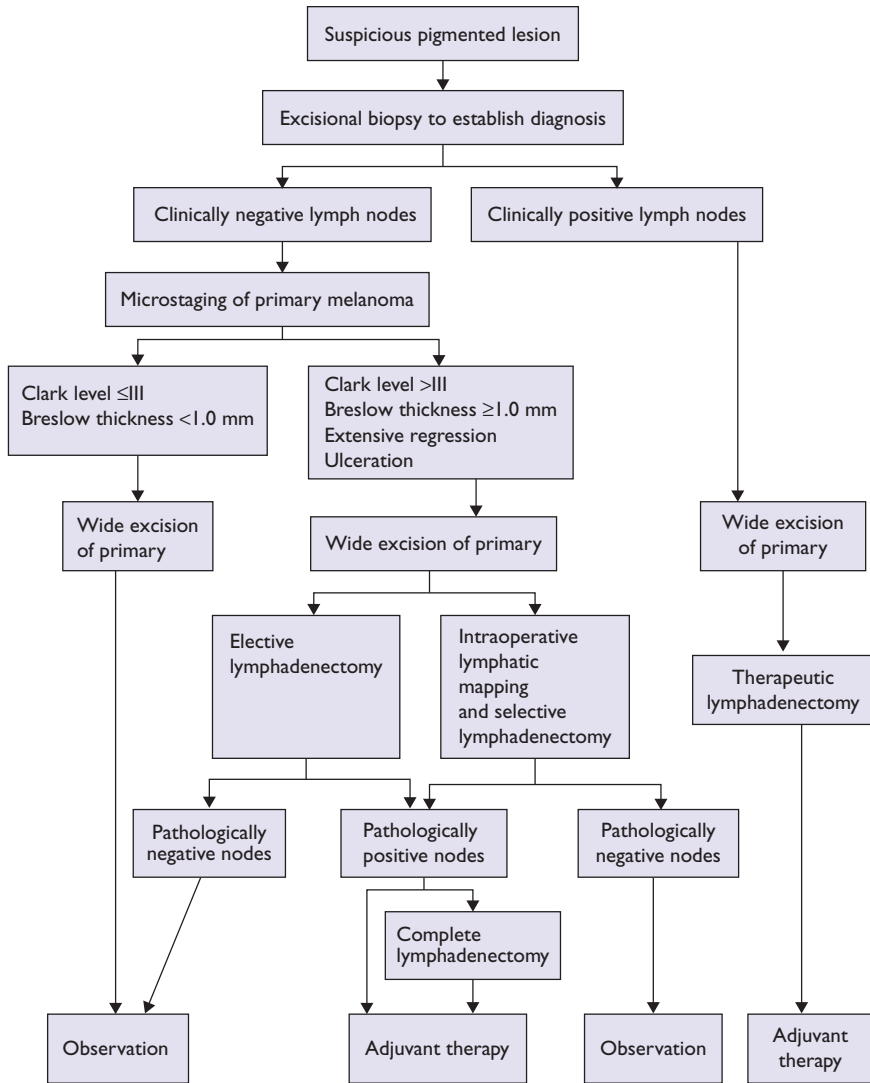 Suspicious pigmented lesion
Excisional biopsy to establish diagnosis
Clinically negative lymph nodes
Clinically positive lymph nodes
Microstaging of primary melanoma
Clark level ≤III
Breslow thickness <1.0 mm
Clark level >III
Breslow thickness ≥1.0 mm
Extensive regression
Ulceration
Wide excision
of primary
Wide excision of primary
Wide excision
of primary
Elective
lymphadenectomy
Intraoperative
lymphatic
mapping
and selective
lymphadenectomy
Therapeutic
lymphadenectomy
Pathologically
negative nodes
Pathologically
positive nodes
Pathologically
negative nodes
Complete
lymphadenectomy
Observation
Adjuvant therapy
Observation
Adjuvant
therapy